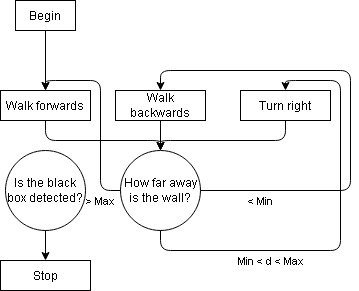 Begin
Walk forwards
Walk
backwards
Turn right
Is the black
box detected?
> Max
How far away
is the wall?
< Min
Min < d < Max
Stop